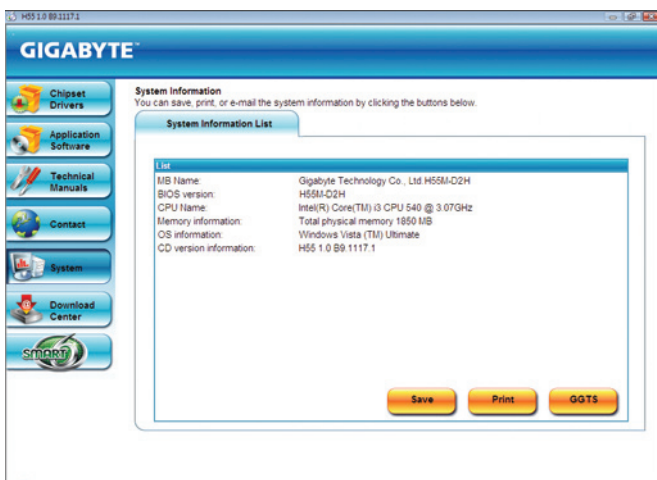 H55 1.0 B9.1117.1
GIGABYTE™
Chipset
Drivers
Application
Software
Technical
Manuals
Contact
System
Download
Center
SMART6
System Information
You can save, print, or e-mail the system information by clicking the buttons below.
System Information List
List
MB Name: Gigabyte Technology Co., Ltd.H55M-D2H
BIOS version: H55M-D2H
CPU Name: Intel(R) Core(TM) i3 CPU 540 @ 3.07GHz
Memory information: Total physical memory 1850 MB
OS information: Windows Vista (TM) Ultimate
CD version information: H55 1.0 B9.1117.1
Save
Print
GGTS